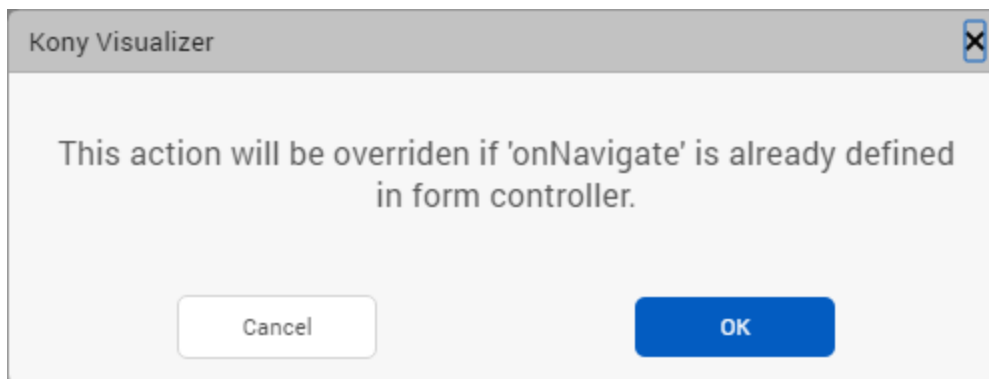 Kony Visualizer
This action will be overriden if 'onNavigate' is already defined
in form controller.
Cancel
OK